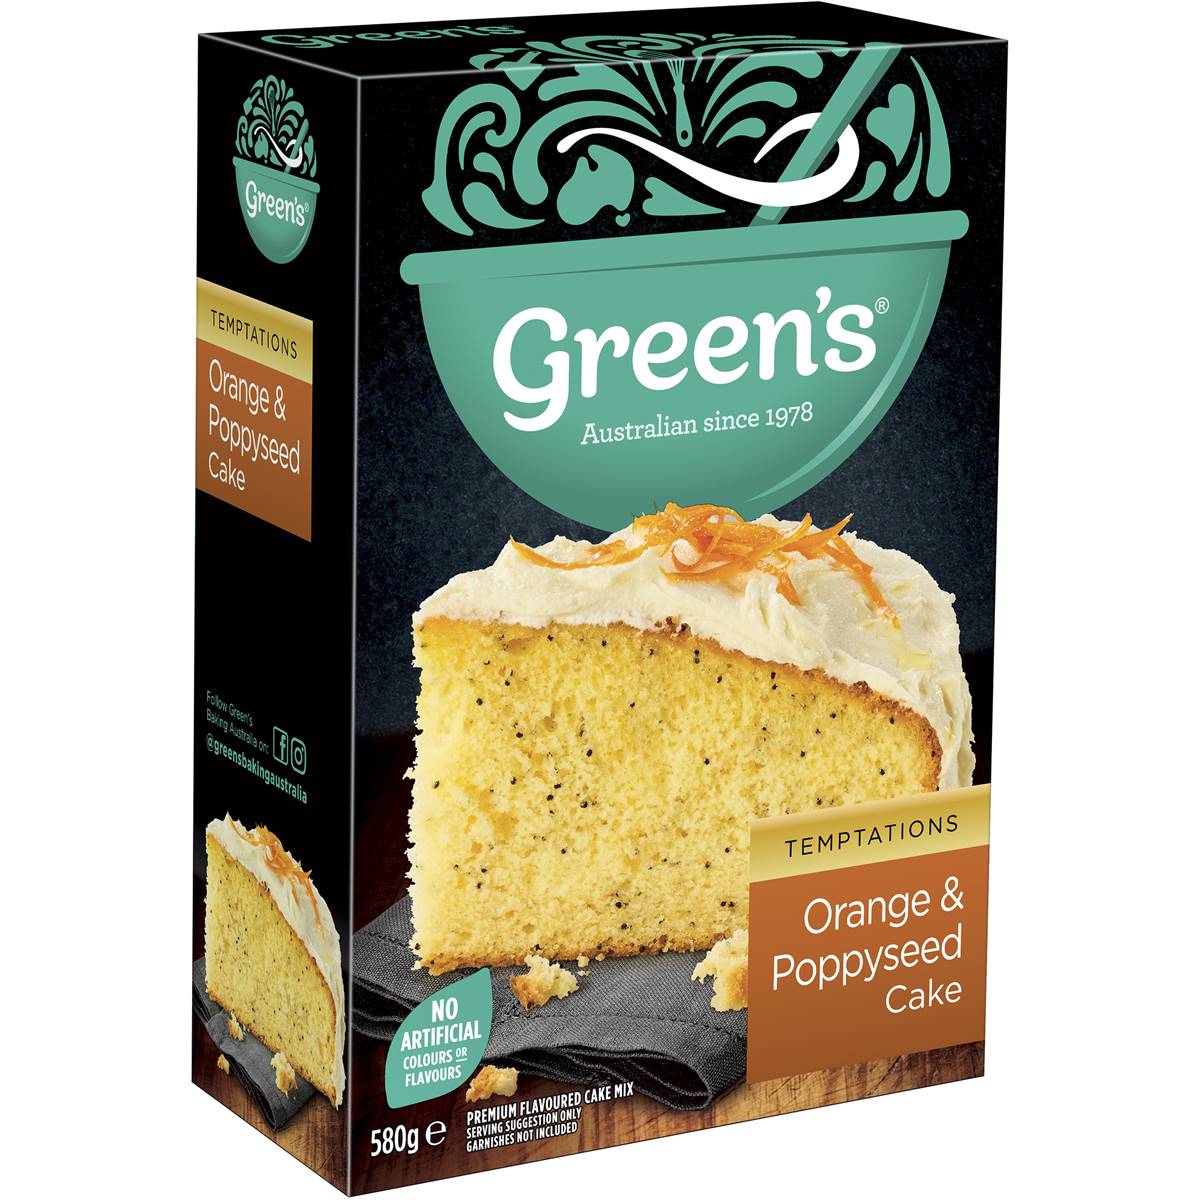 Green's
Green's®
TEMPTATIONS
Orange &
Poppyseed
Cake
Follow Green's
Baking Australia on:
@greensbakingaustralia
Green's®
Australian since 1978
TEMPTATIONS
Orange &
Poppyseed
Cake
NO
ARTIFICIAL
COLOURS OR
FLAVOURS
580g e
PREMIUM FLAVOURED CAKE MIX
SERVING SUGGESTION ONLY
GARNISHES NOT INCLUDED